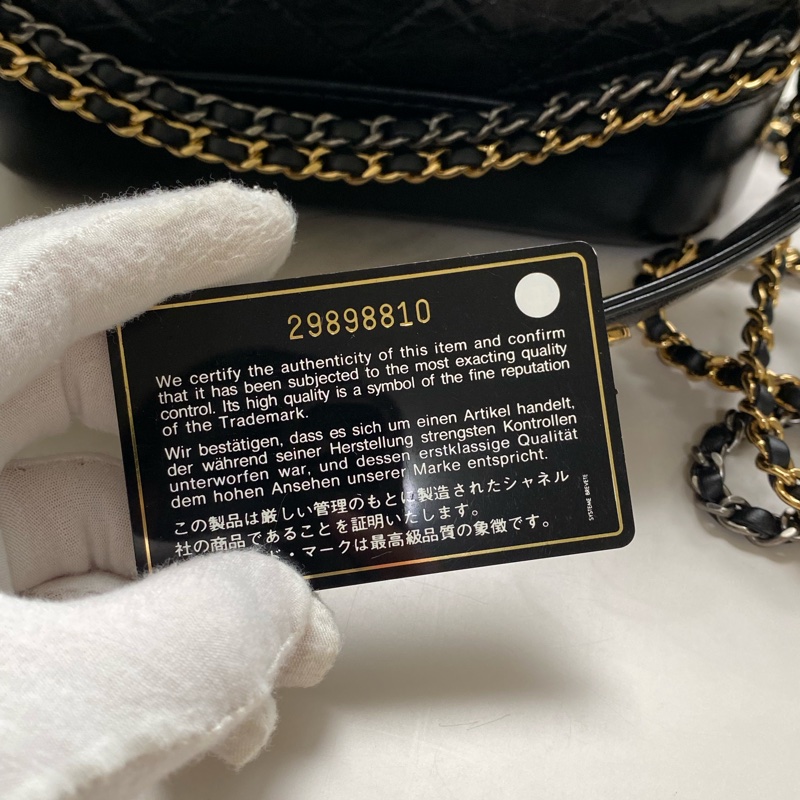 29898810
We certify the authenticity of this item and confirm
that it has been subjected to the most exacting quality
control. Its high quality is a symbol of the fine reputation
of the Trademark.
Wir bestätigen, dass es sich um einen Artikel handelt,
der während seiner Herstellung strengsten Kontrollen
unterworfen war, und dessen erstklassige Qualität
dem hohen Ansehen unserer Marke entspricht.
この製品は厳しい管理のもとに製造されたシャネル
社の商品であることを証明いたします。
ド・マークは最高級品質の象徴です。
SYSTEME BREVETE